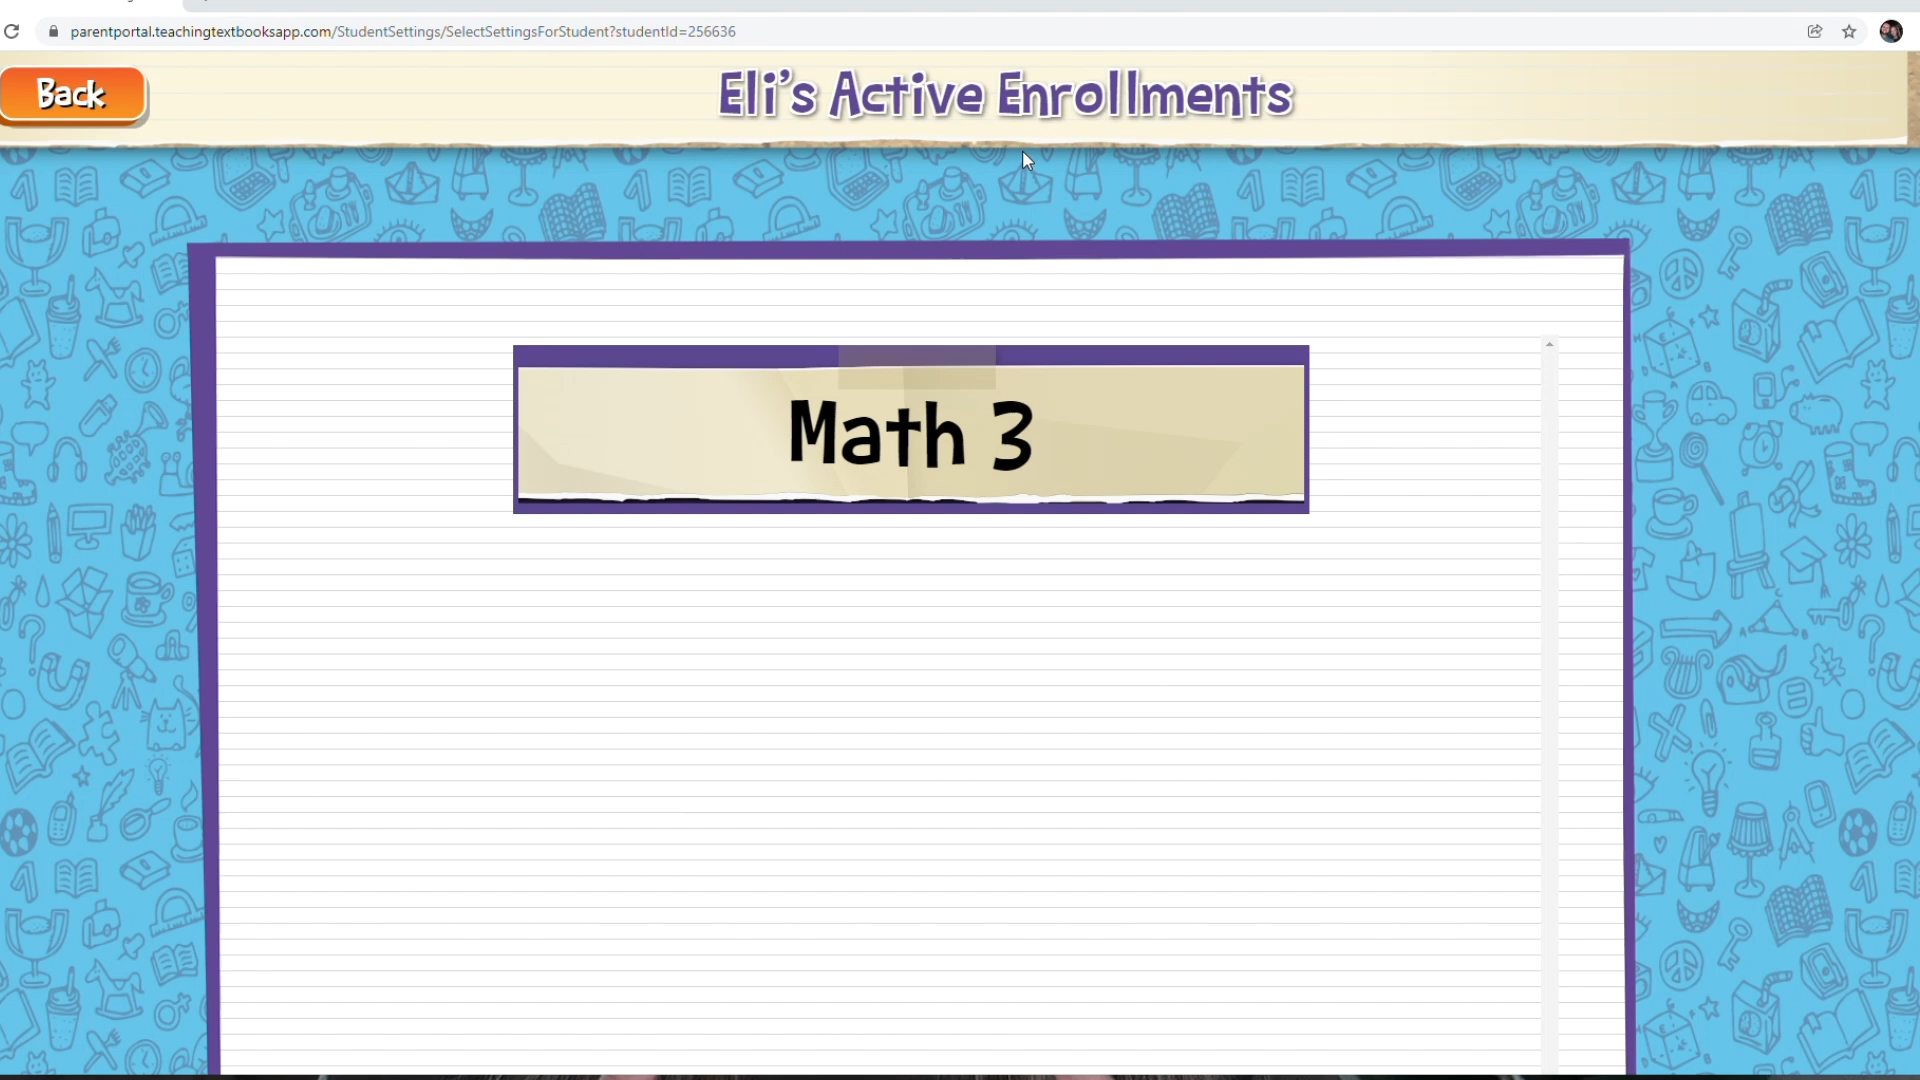 parentportal.teachingtextbooksapp.com/StudentSettings/SelectSettingsForStudent?studentId=256636
Back
Eli's Active Enrollments
Math 3